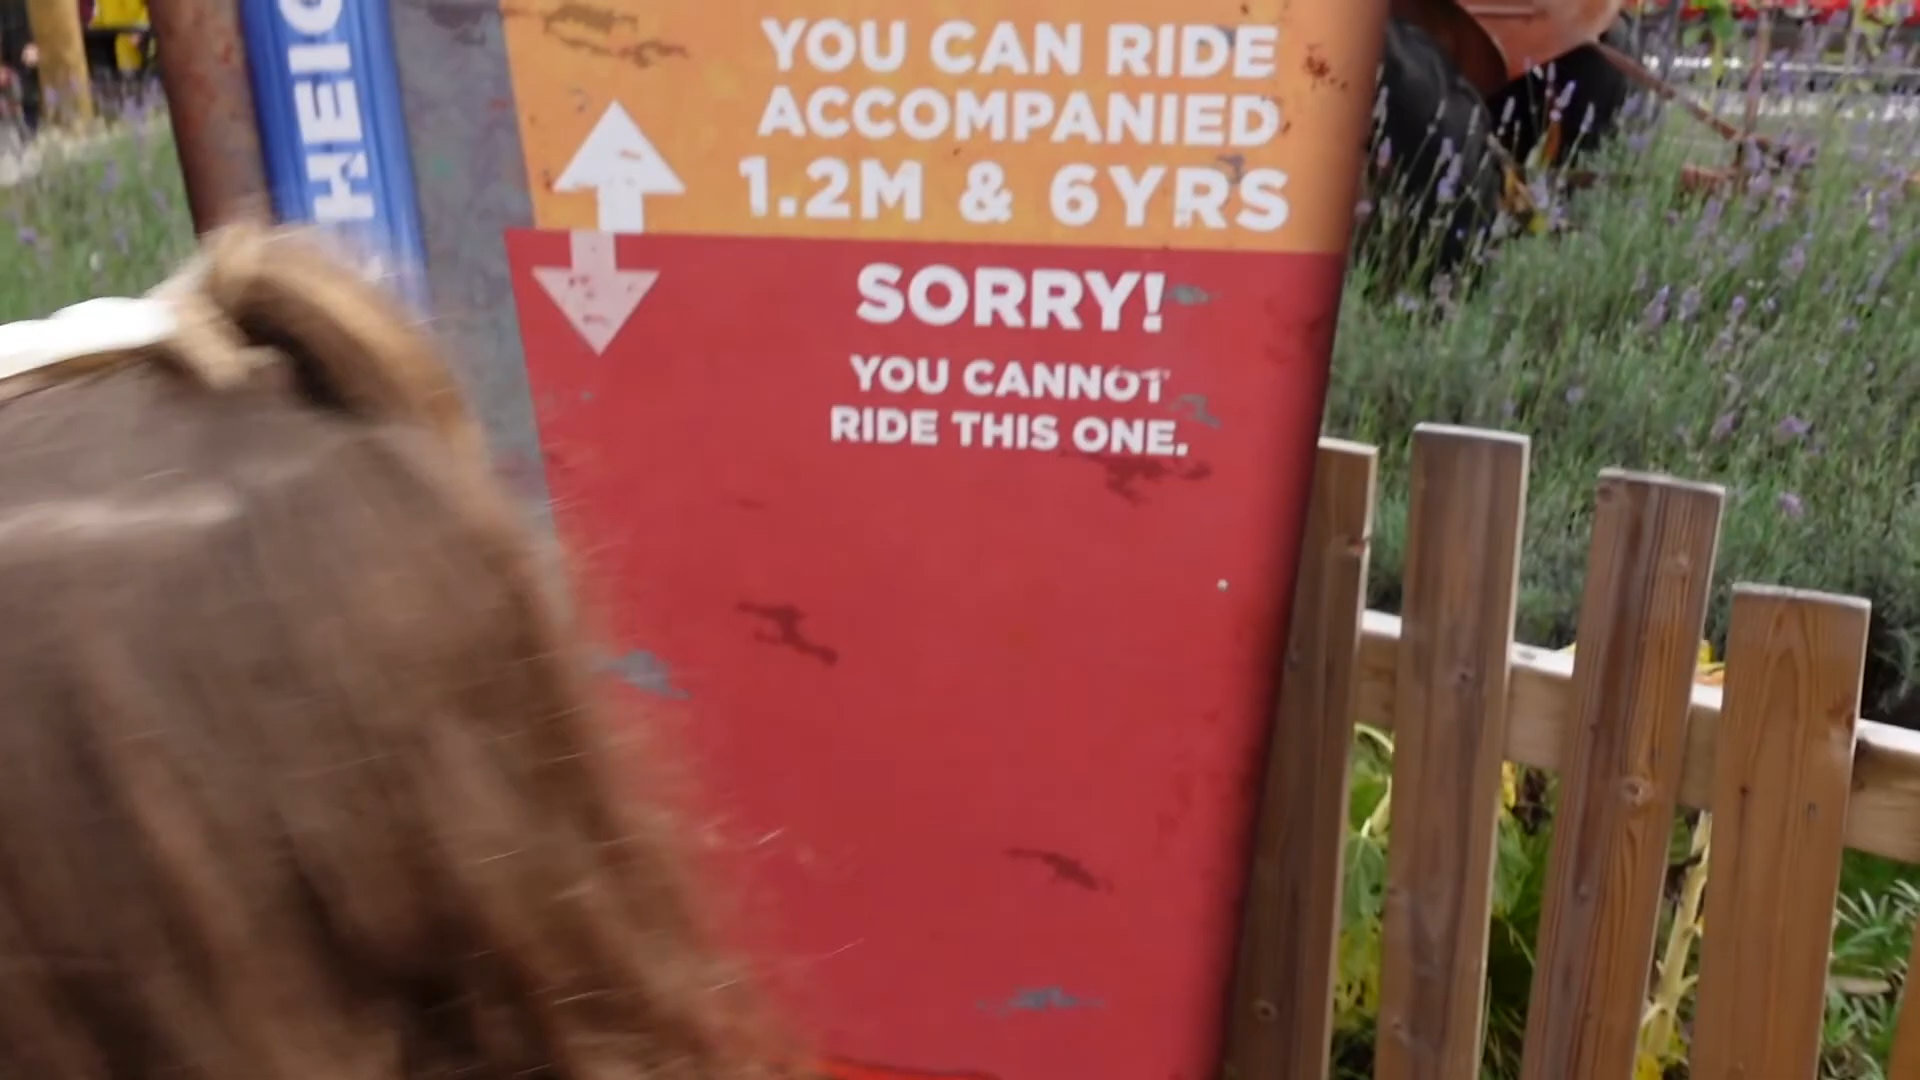 YOU CAN RIDE
ACCOMPANIED
1.2M & 6YRS
SORRY!
YOU CANNOT
RIDE THIS ONE.